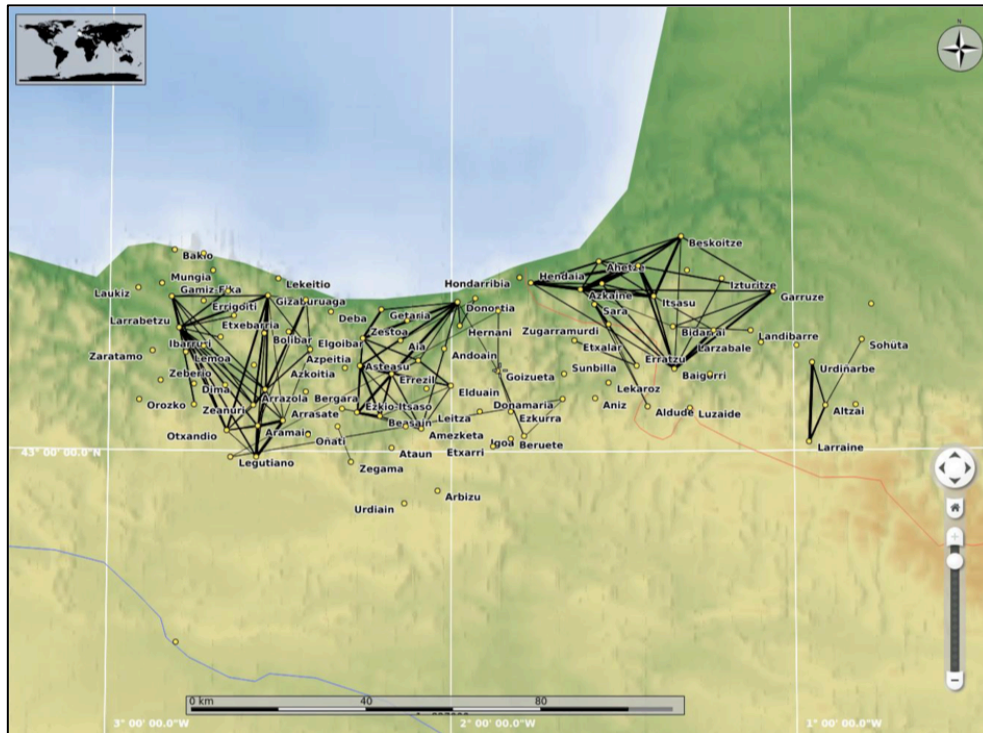 N
Beskoitze
Bakio
Ahetze
Mungia
Lekeitio
Hondarribia
Hendaia
Izturitze
Laukiz
Gamiz-Fika
Gizaburuaga
Azkaine
Itsasu
Garruze
Errigoiti
Donostia
Sara
Larrabetzu
Etxebarria
Deba
Getaria
Zestoa
Hernani
Zugarramurdi
Bidarrai
Landibarre
Ibarruri
Bolibar
Elgoibar
Aia
Etxalar
Larzabale
Sohüta
Zaratamo
Lemoa
Azpeitia
Andoain
Erratzu
Zeberio
Azkoitia
Asteasu
Goizueta
Sunbilla
Baigorri
Urdiñarbe
Dima
Errezil
Lekaroz
Orozko
Zeanuri
Arrazola
Bergara
Elduain
Donamaria
Aniz
Aldude
Luzaide
Altzai
Arrasate
Ezkio-Itsaso
Leitza
Ezkurra
Otxandio
Aramaio
Oñati
Beasain
Amezketa
Igoa
Beruete
Larraine
43° 00' 00.0"N
Legutiano
Zegama
Ataun
Etxarri
Arbizu
Urdiain
0 km
40
80
3° 00' 00.0"W
2° 00' 00.0"W
1° 00' 00.0"W